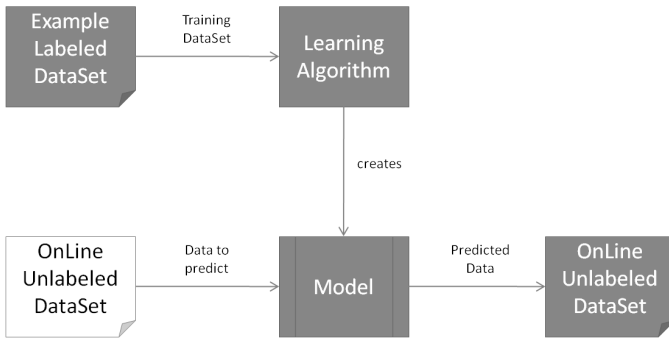 Example
Labeled
DataSet
Training
DataSet
Learning
Algorithm
creates
OnLine
Unlabeled
DataSet
Data to
predict
Model
Predicted
Data
OnLine
Unlabeled
DataSet